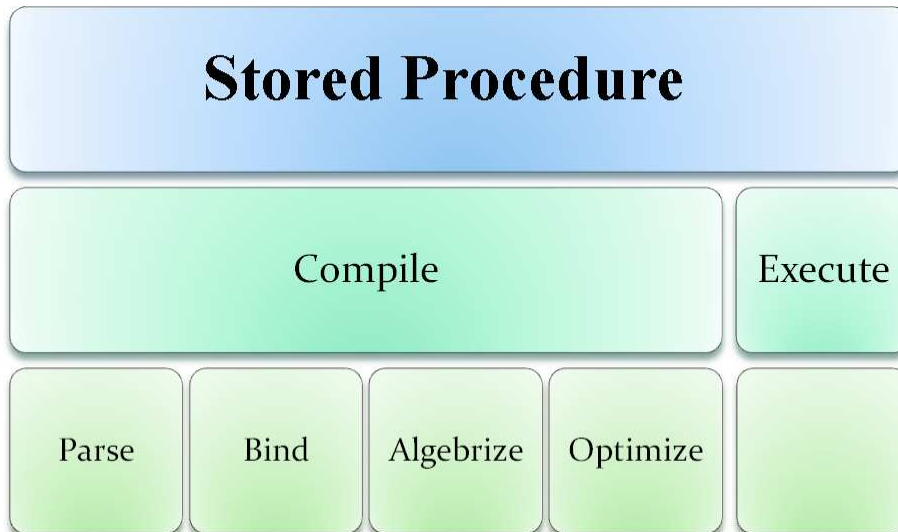 Stored Procedure
Compile
Execute
Parse
Bind
Algebrize
Optimize